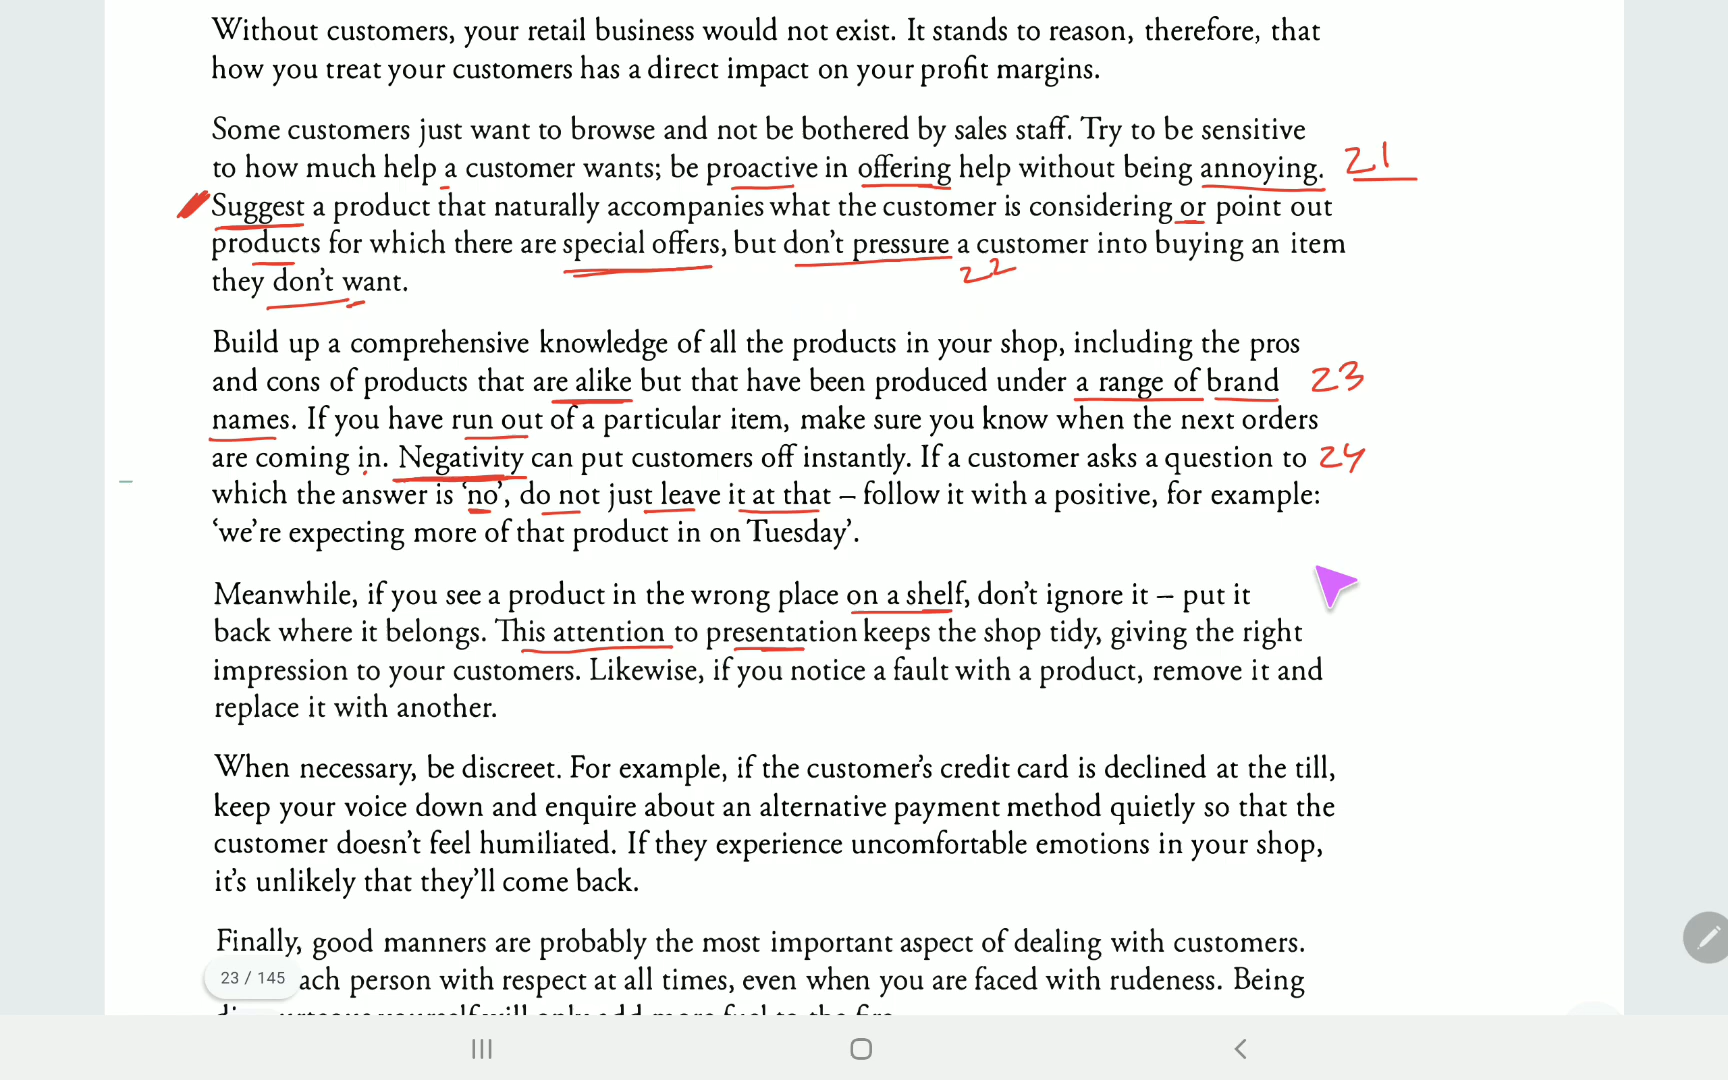 Without customers, your retail business would not exist. It stands to reason, therefore, that
how you treat your customers has a direct impact on your profit margins.
Some customers just want to browse and not be bothered by sales staff. Try to be sensitive
to how much help a customer wants; be proactive in offering help without being annoying. 21
Suggest a product that naturally accompanies what the customer is considering or point out
products for which there are special offers, but don't pressure a customer into buying an item
22
they don't want.
Build up a comprehensive knowledge of all the products in your shop, including the pros
and cons of products that are alike but that have been produced under a range of brand 23
names. If you have run out of a particular item, make sure you know when the next orders
are coming in. Negativity can put customers off instantly. If a customer asks a question to 24
which the answer is ‘no’, do not just leave it at that – follow it with a positive, for example:
‘we're expecting more of that product in on Tuesday’.
Meanwhile, if you see a product in the wrong place on a shelf, don't ignore it – put it
back where it belongs. This attention to presentation keeps the shop tidy, giving the right
impression to your customers. Likewise, if you notice a fault with a product, remove it and
replace it with another.
When necessary, be discreet. For example, if the customer's credit card is declined at the till,
keep your voice down and enquire about an alternative payment method quietly so that the
customer doesn't feel humiliated. If they experience uncomfortable emotions in your shop,
it's unlikely that they'll come back.
Finally, good manners are probably the most important aspect of dealing with customers.
23 / 145 ach person with respect at all times, even when you are faced with rudeness. Being